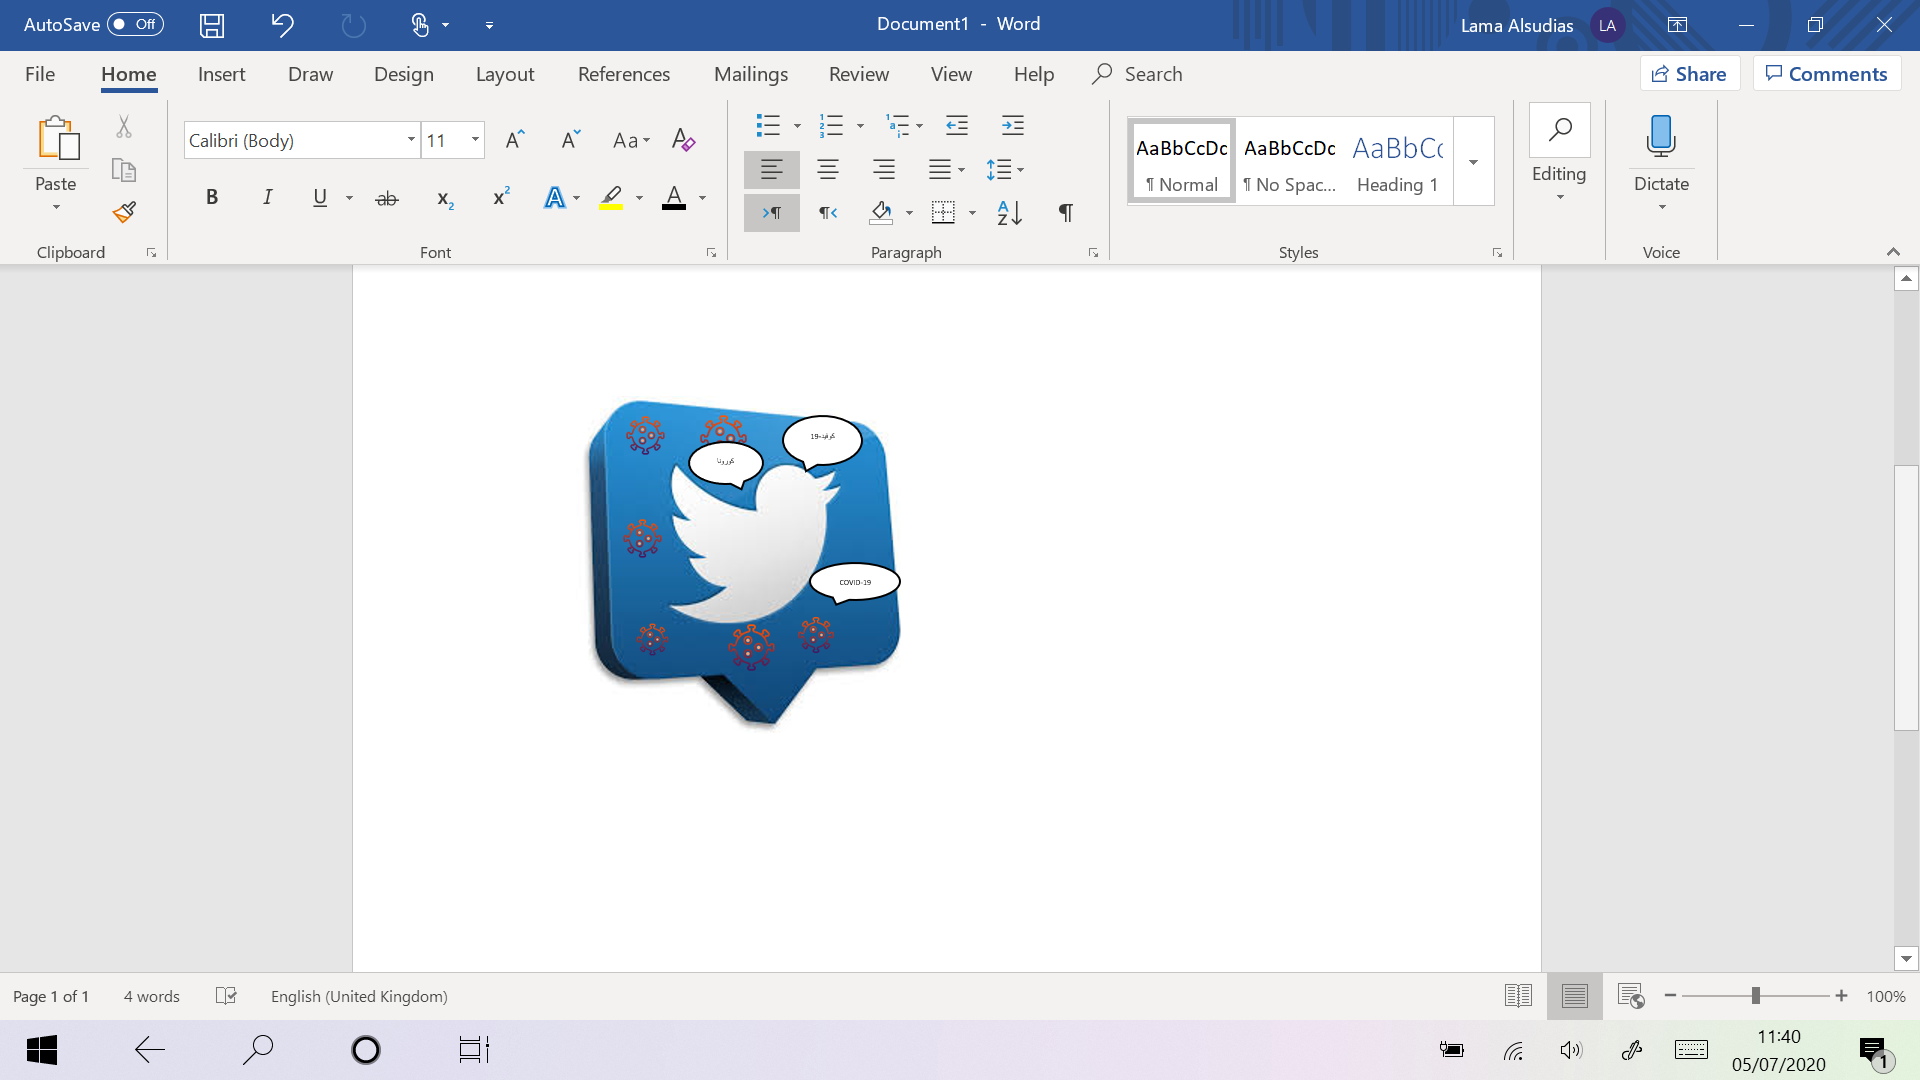 AutoSave Off
Document1 - Word
Lama Alsudias LA
File Home Insert Draw Design Layout References Mailings Review View Help Search
Share Comments
Paste
Clipboard
Calibri (Body) 11
Font
Paragraph
AaBbCcDc AaBbCcDc AaBbCc
¶ Normal ¶ No Spac... Heading 1
Styles
Editing
Dictate
Voice
كوفيد-19
كورونا
COVID-19
Page 1 of 1 4 words English (United Kingdom) 100%
11:40
05/07/2020
1